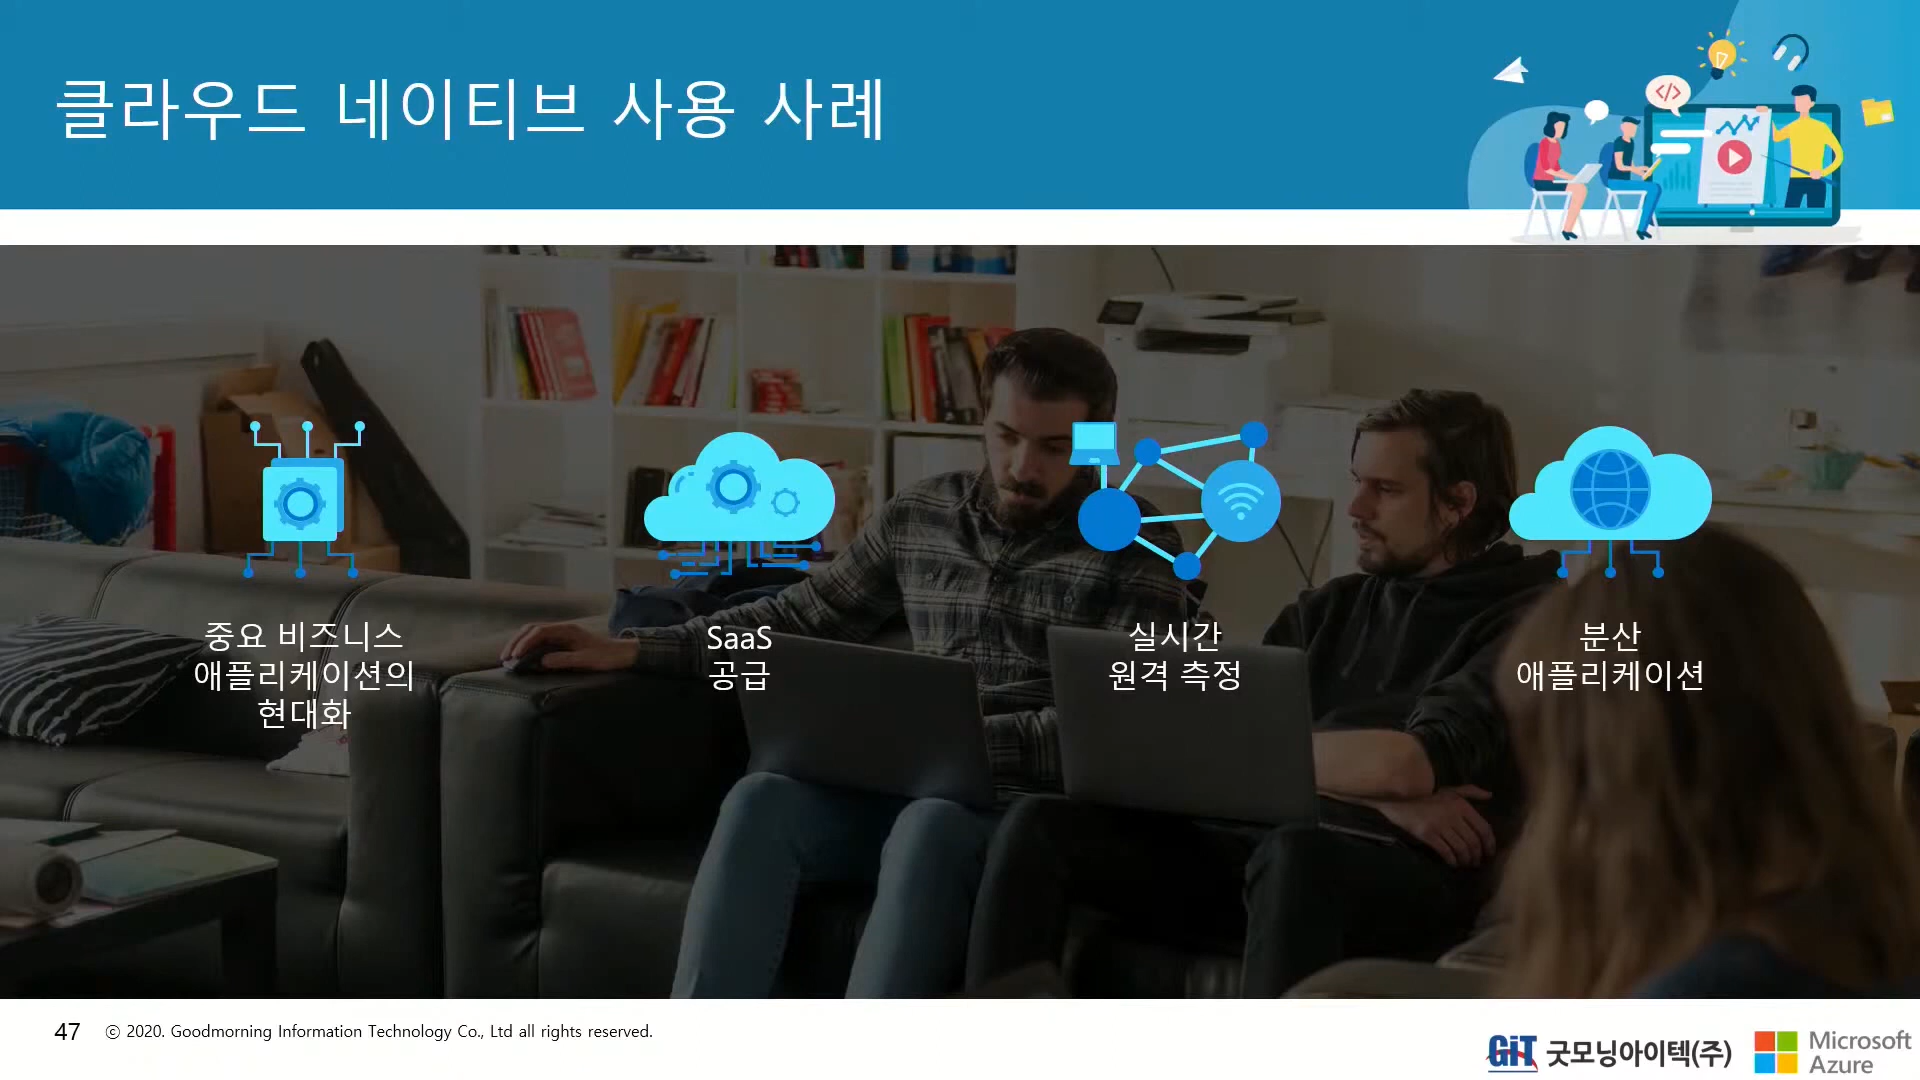 클라우드 네이티브 사용 사례
</>
중요 비즈니스
애플리케이션의
현대화
SaaS
공급
실시간
원격 측정
분산
애플리케이션
47
ⓒ 2020. Goodmorning Information Technology Co., Ltd all rights reserved.
GiT 굿모닝아이텍(주)
Microsoft
Azure